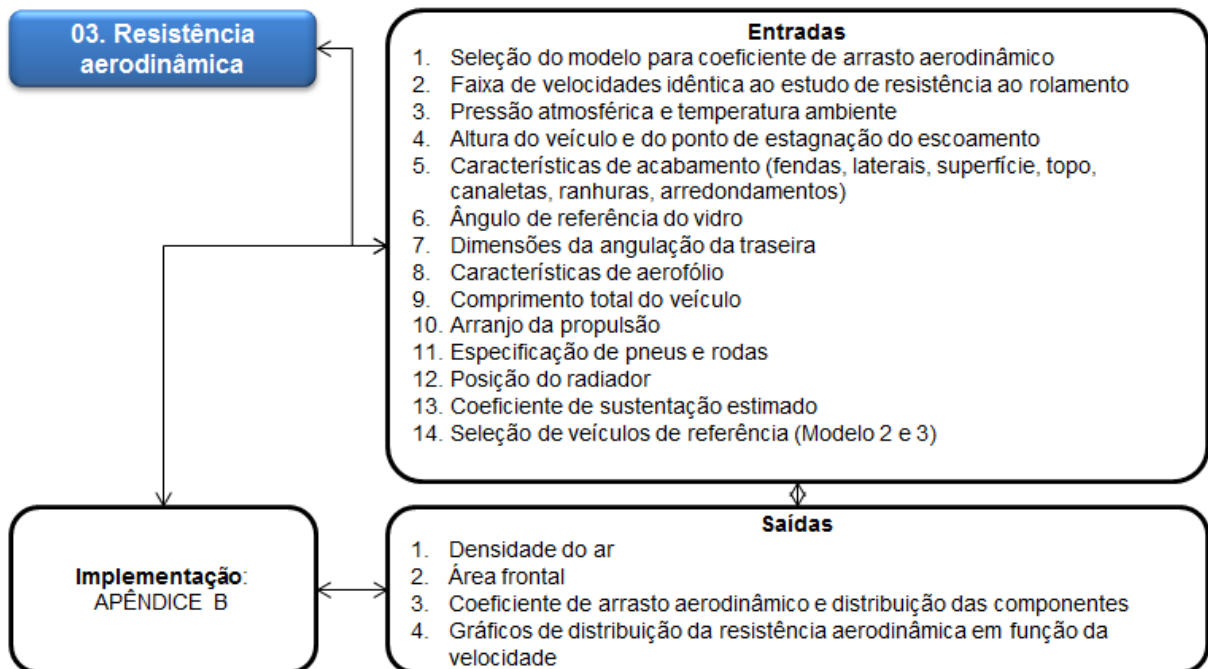 03. Resistência
aerodinâmica
Entradas
1. Seleção do modelo para coeficiente de arrasto aerodinâmico
2. Faixa de velocidades idêntica ao estudo de resistência ao rolamento
3. Pressão atmosférica e temperatura ambiente
4. Altura do veículo e do ponto de estagnação do escoamento
5. Características de acabamento (fendas, laterais, superfície, topo,
canaletas, ranhuras, arredondamentos)
6. Ângulo de referência do vidro
7. Dimensões da angulação da traseira
8. Características de aerofólio
9. Comprimento total do veículo
10. Arranjo da propulsão
11. Especificação de pneus e rodas
12. Posição do radiador
13. Coeficiente de sustentação estimado
14. Seleção de veículos de referência (Modelo 2 e 3)
Implementação:
APÊNDICE B
Saídas
1. Densidade do ar
2. Área frontal
3. Coeficiente de arrasto aerodinâmico e distribuição das componentes
4. Gráficos de distribuição da resistência aerodinâmica em função da
velocidade